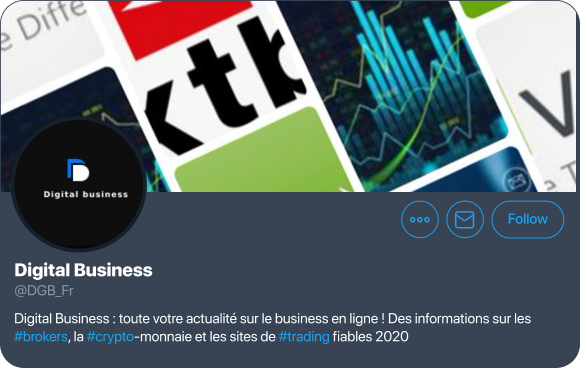 e Diffe
xtb
V
e T
Digital business
Follow
Digital Business
@DGB_Fr
Digital Business : toute votre actualité sur le business en ligne ! Des informations sur les
#brokers, la #crypto-monnaie et les sites de #trading fiables 2020